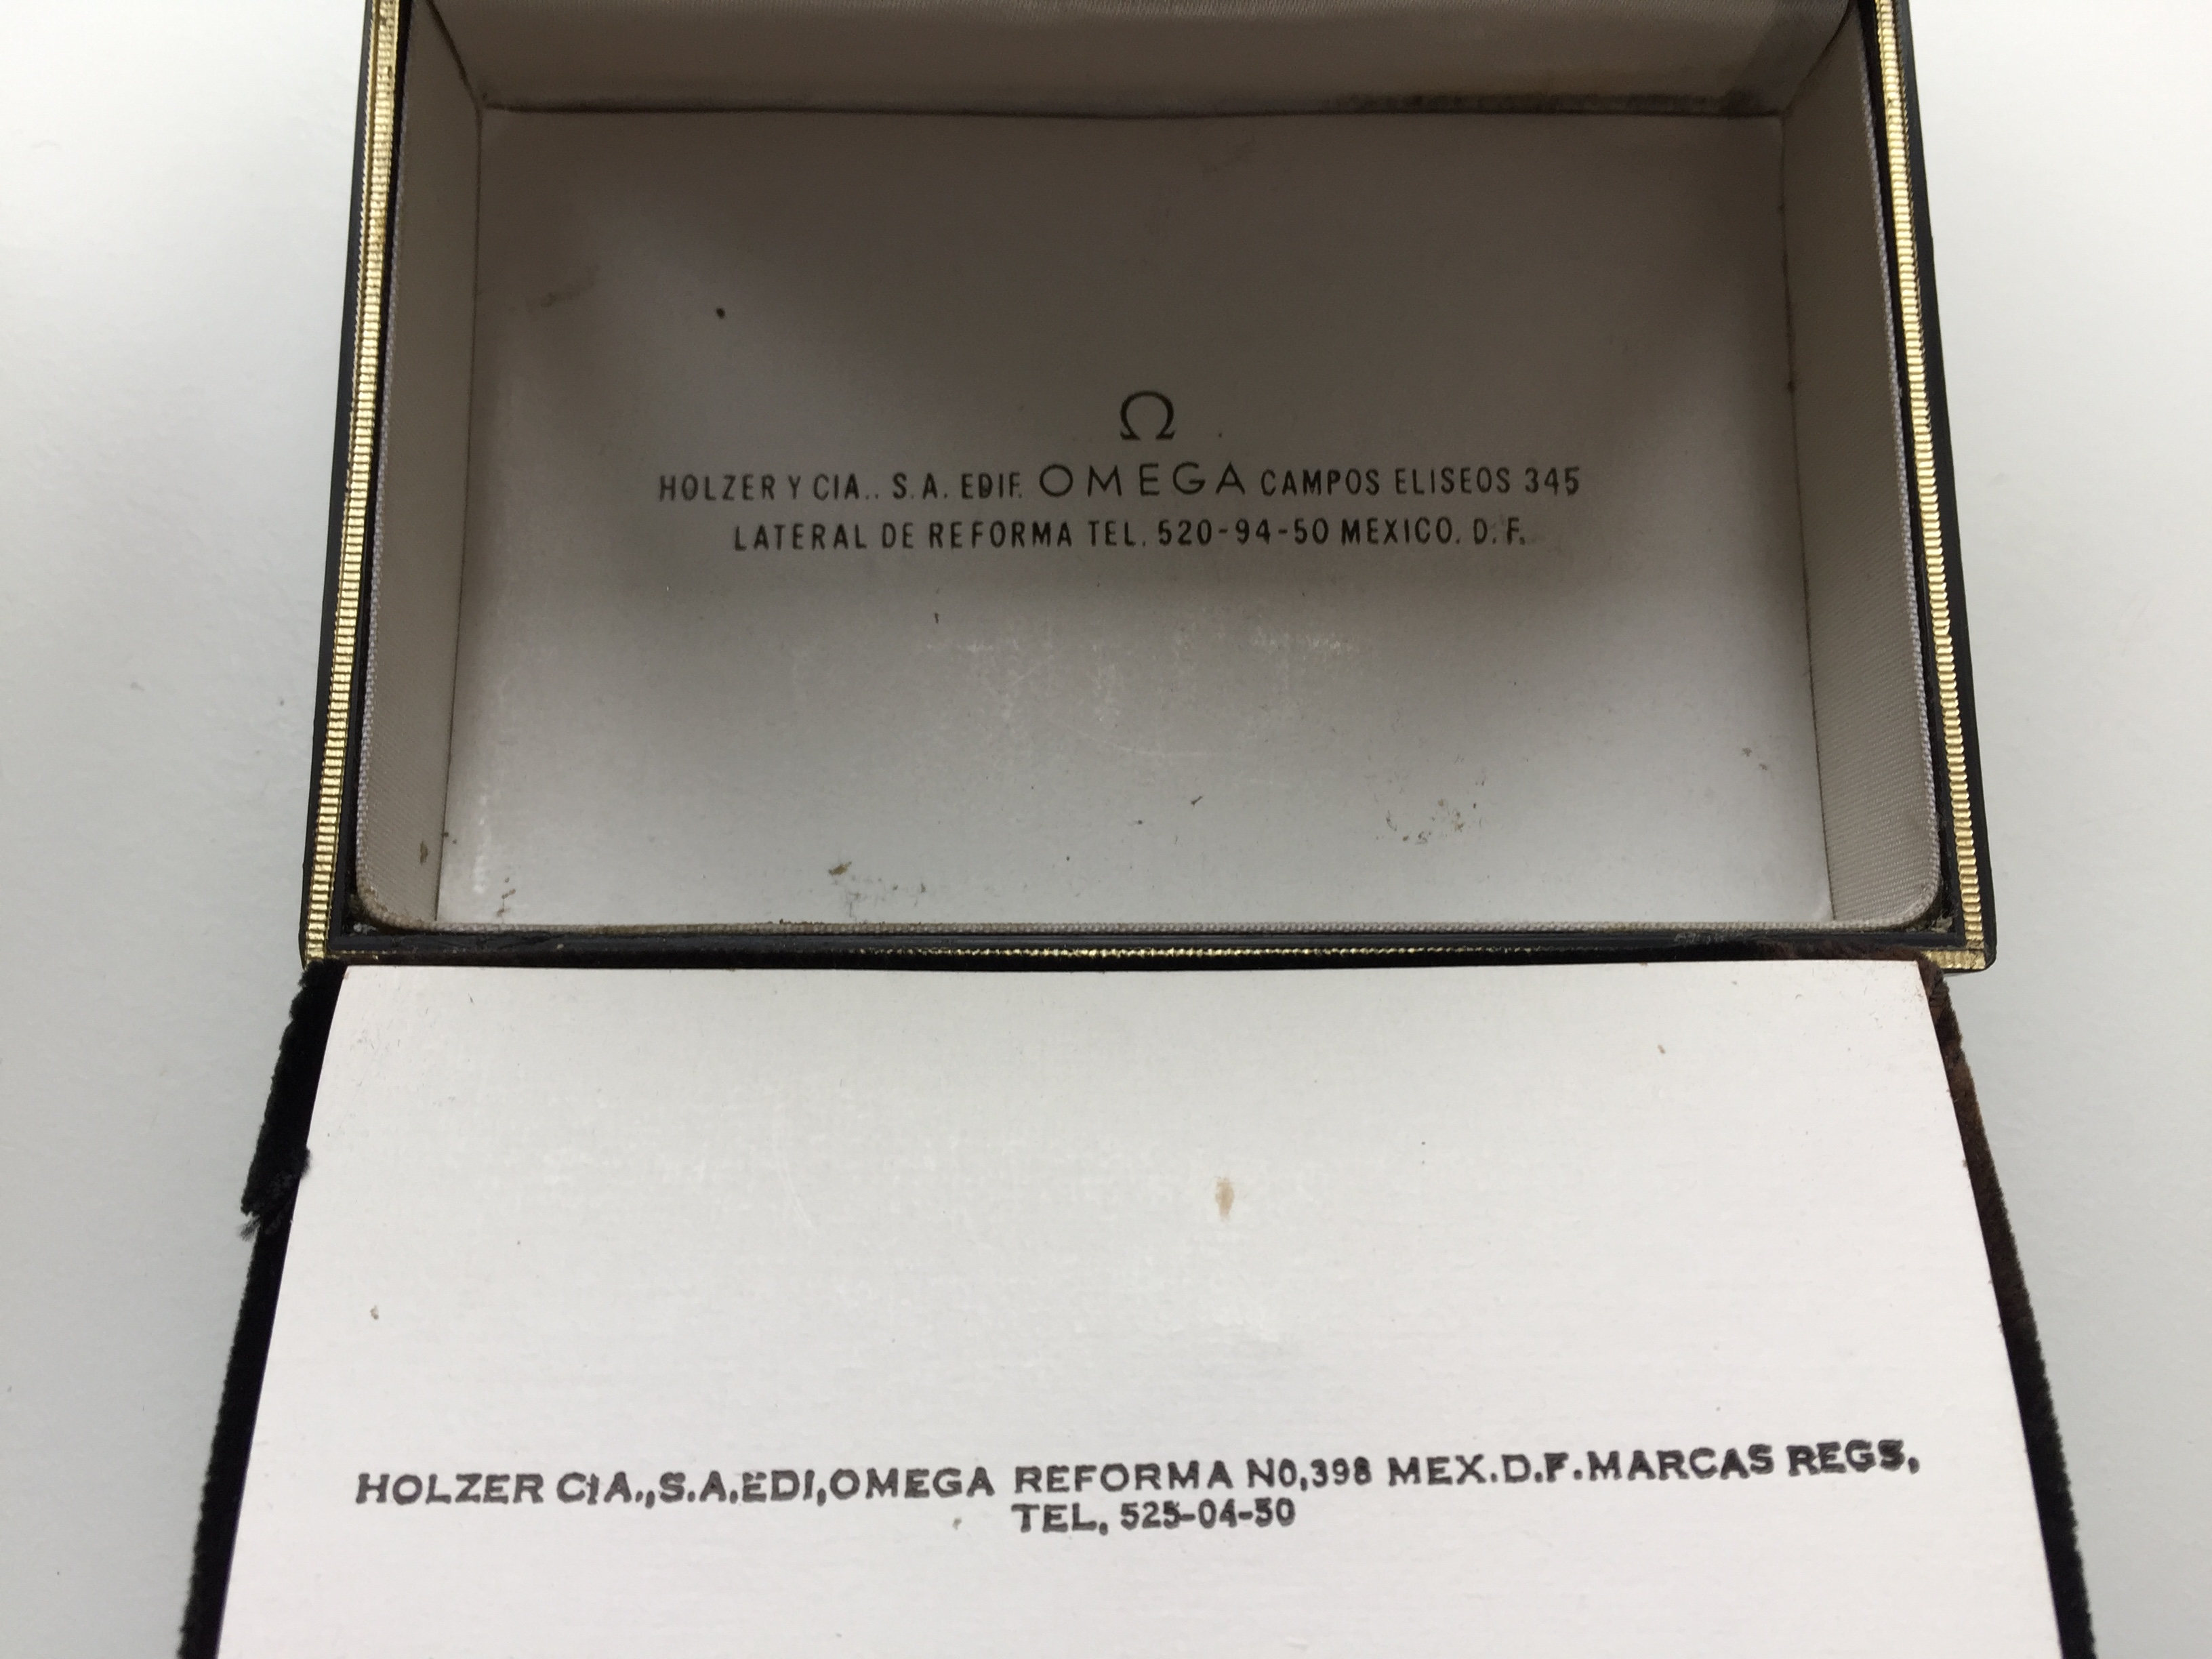 Ω
HOLZER Y CIA.. S. A. EDIF. OMEGA CAMPOS ELISEOS 345
LATERAL DE REFORMA TEL. 520-94-50 MEXICO. D. F.
HOLZER CIA.,S.A.EDI,OMEGA REFORMA NO,398 MEX.D.F.MARCAS REGS,
TEL, 525-04-50